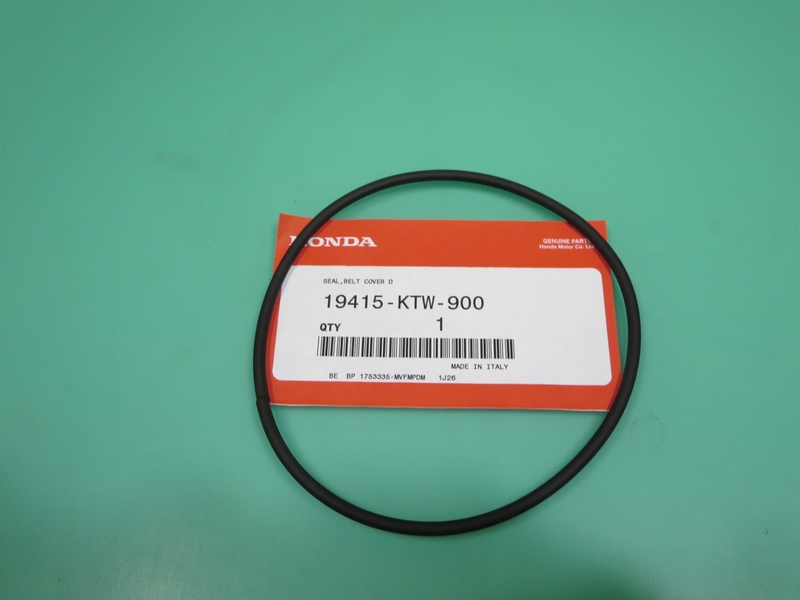 HONDA
GENUINE PARTS
Honda Motor Co. Ltd.
SEAL,BELT COVER D
19415-KTW-900
QTY 1
MADE IN ITALY
BE BP 1753335-MVFMPDM 1J26